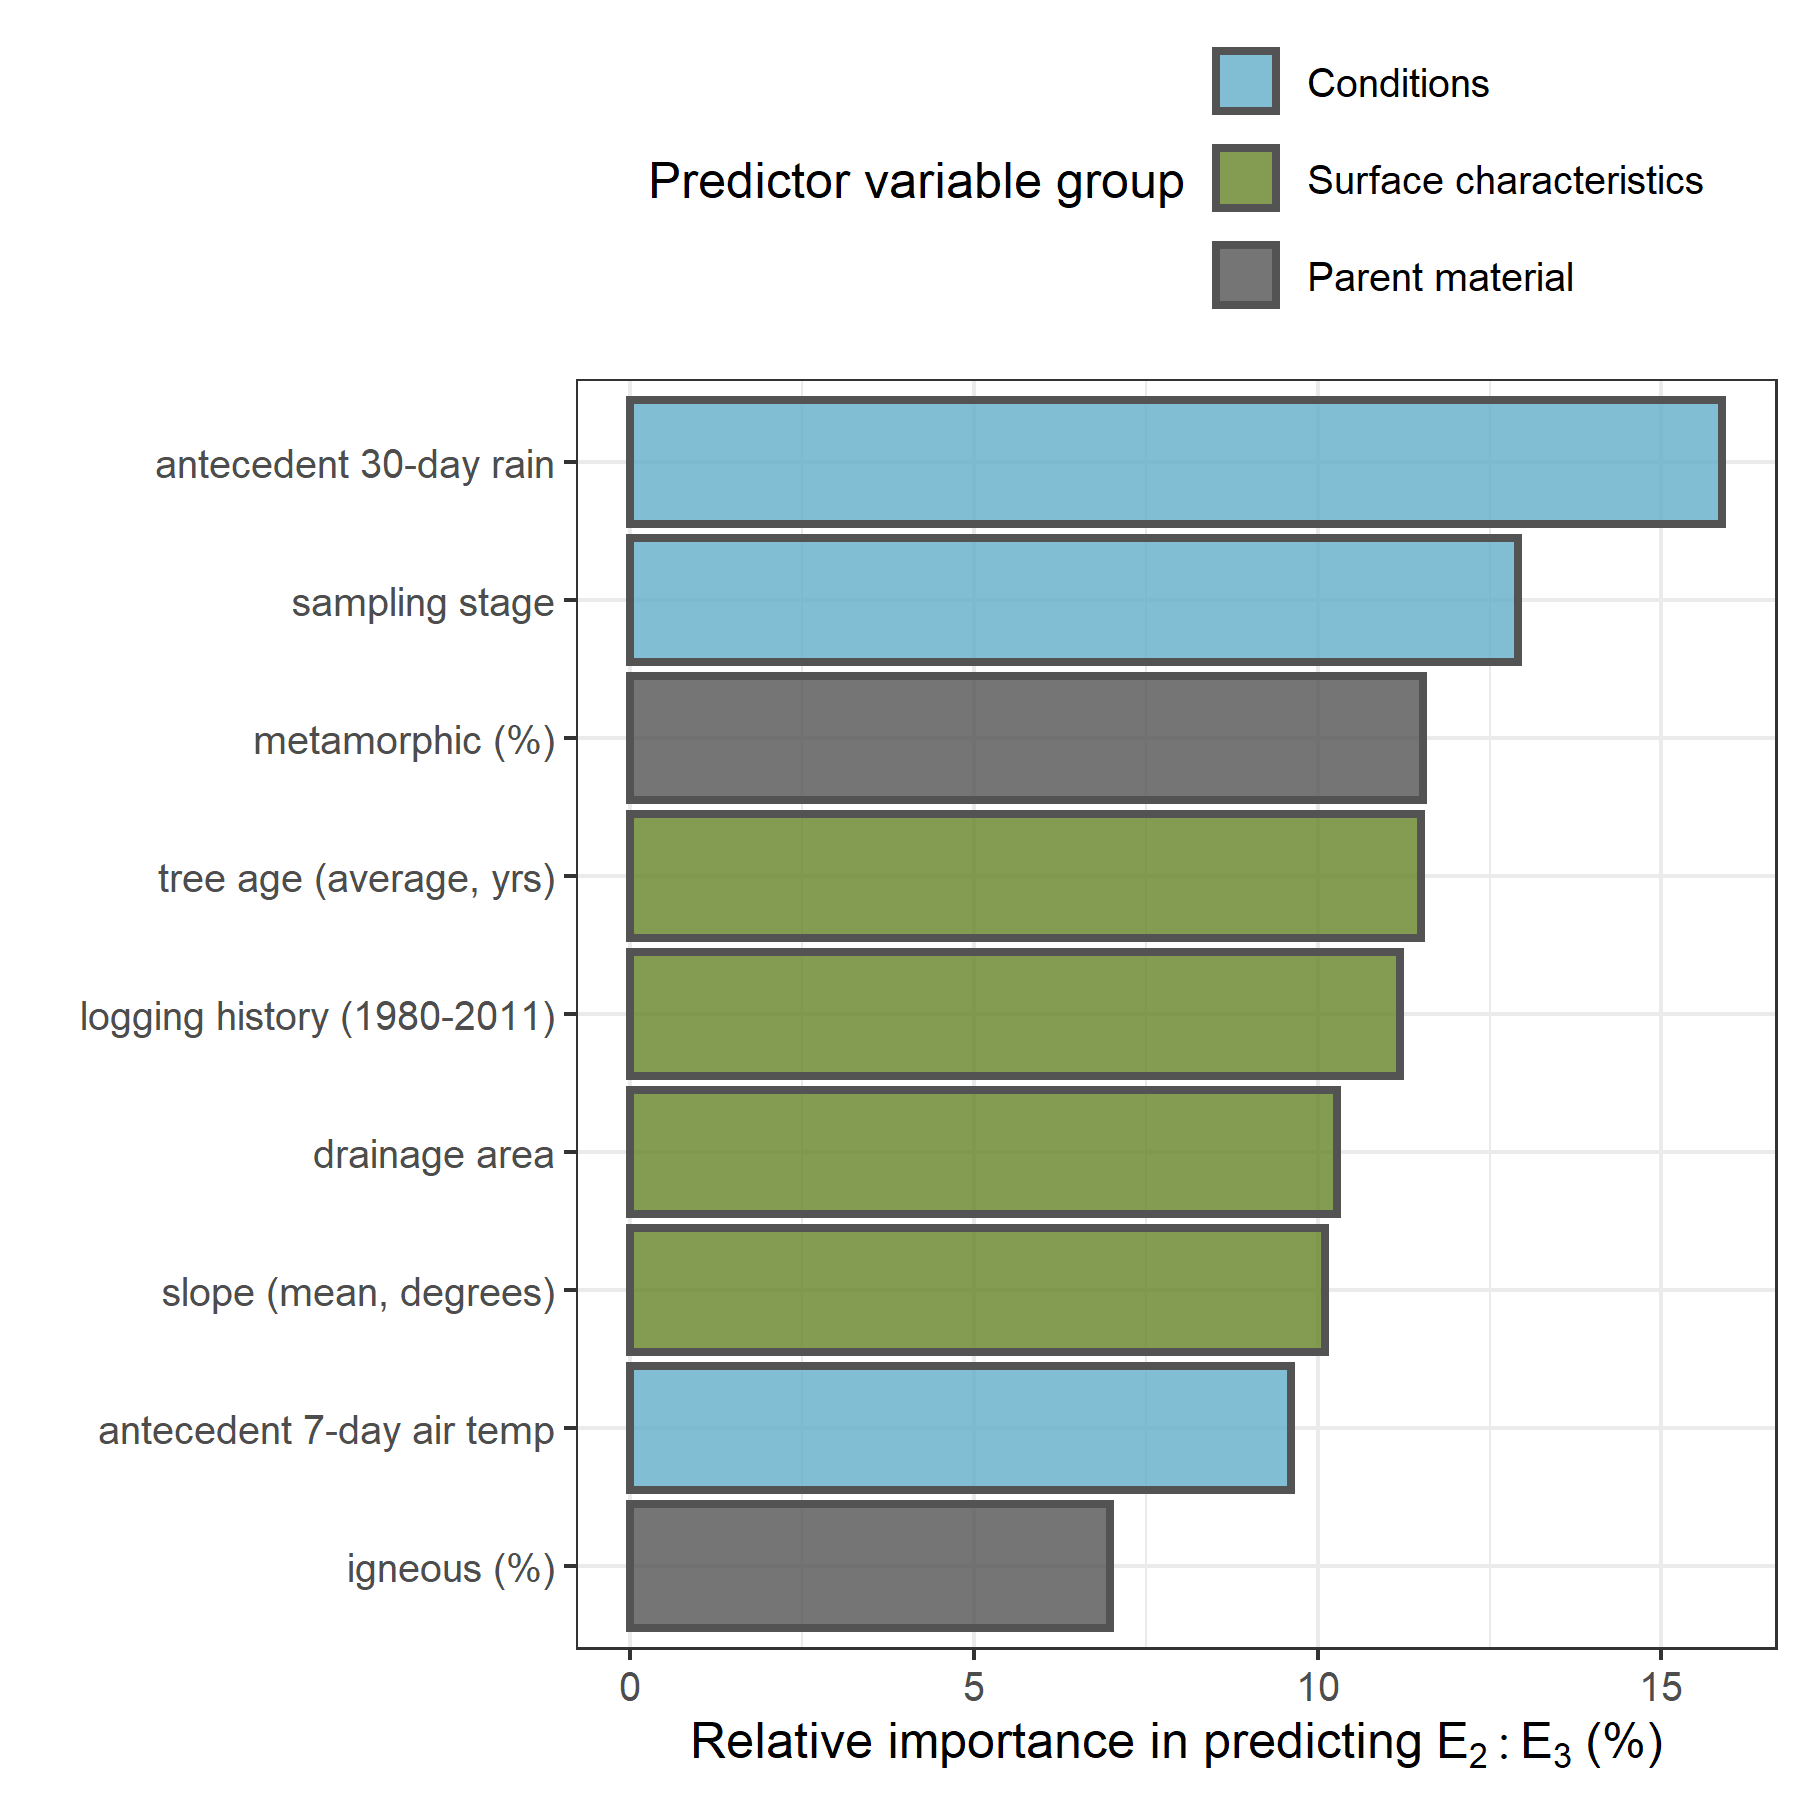 Conditions
Predictor variable group
Surface characteristics
Parent material
antecedent 30-day rain
sampling stage
metamorphic (%)
tree age (average, yrs)
logging history (1980-2011)
drainage area
slope (mean, degrees)
antecedent 7-day air temp
igneous (%)
0 5 10 15
Relative importance in predicting E₂ : E₃ (%)